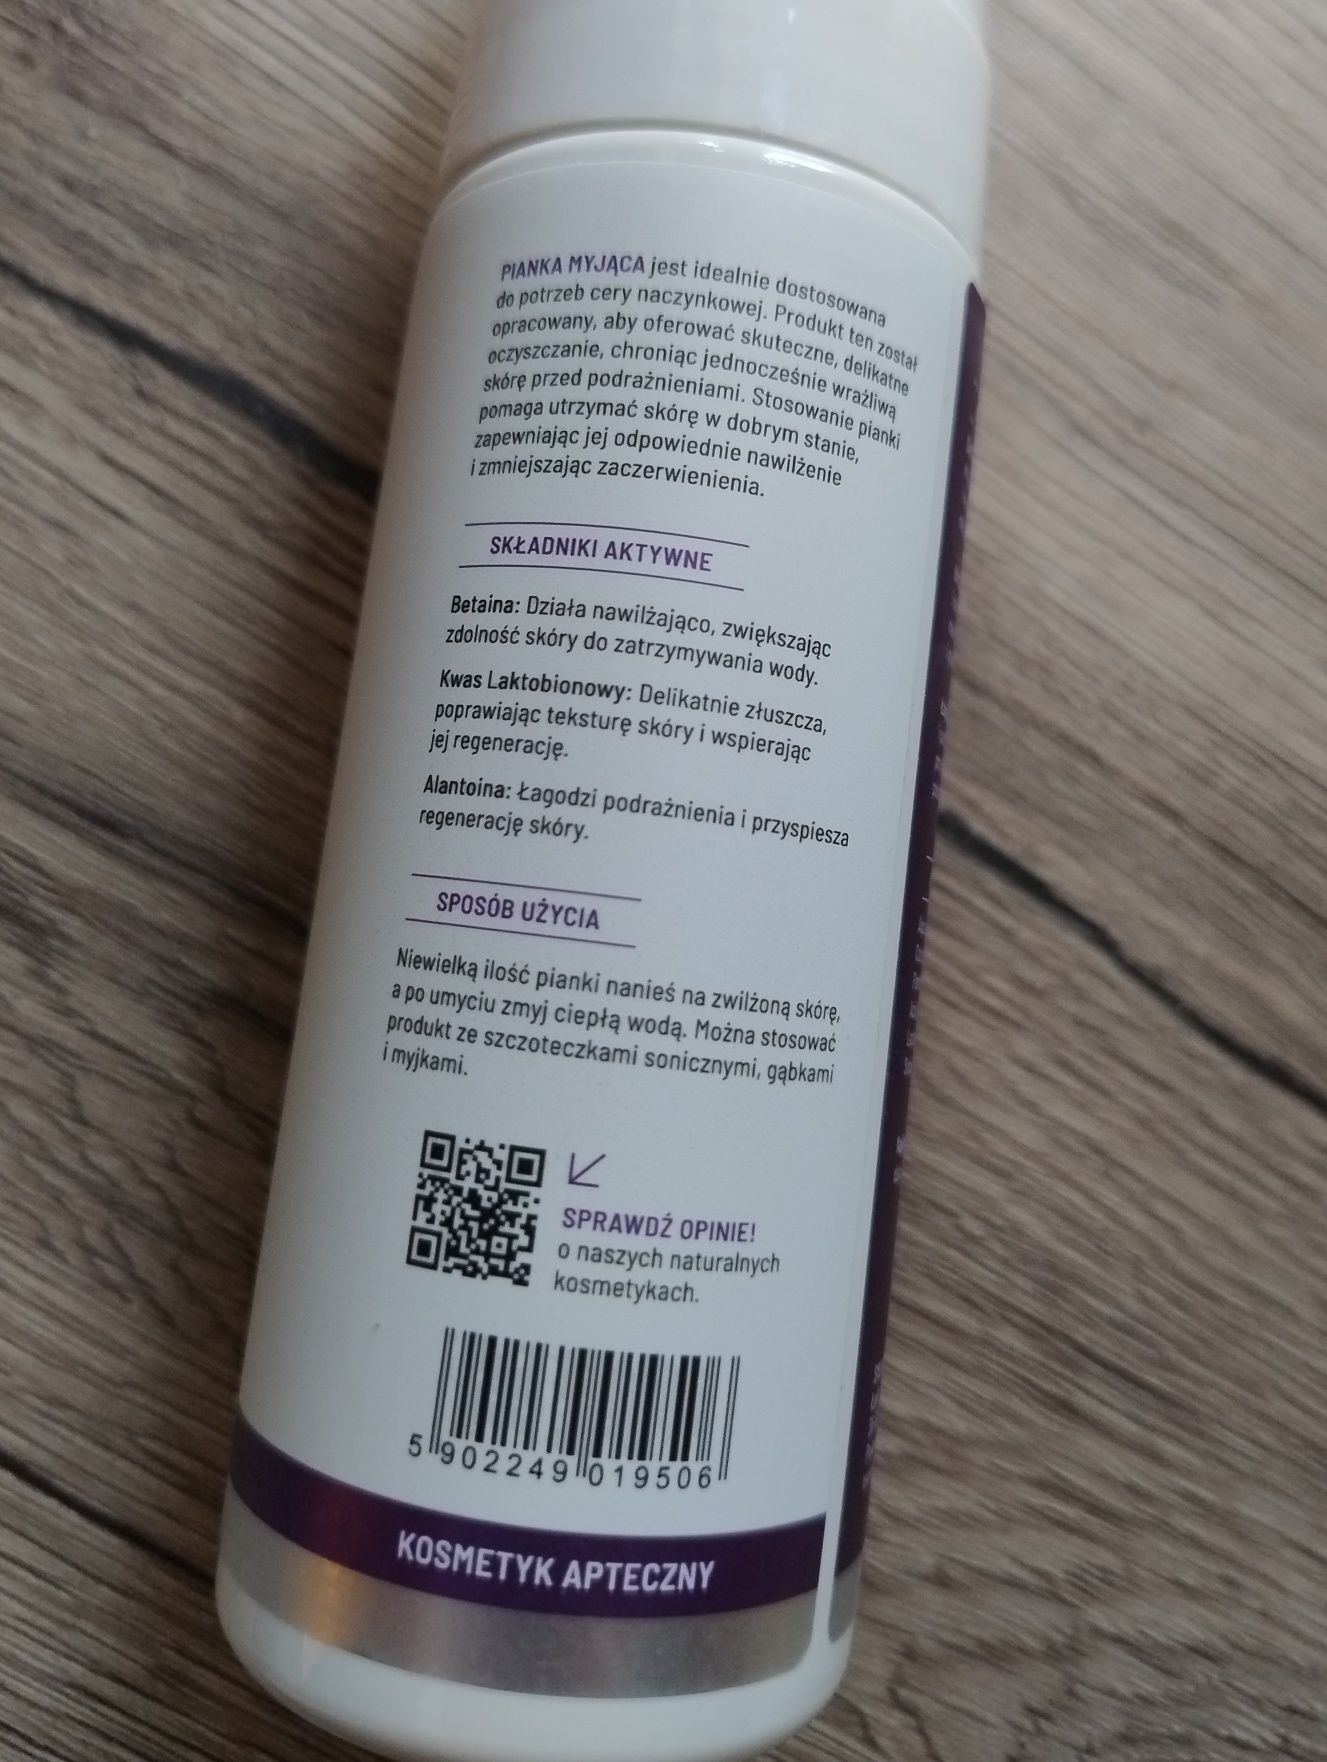 PIANKA MYJĄCA jest idealnie dostosowana
do potrzeb cery naczynkowej. Produkt ten został
opracowany, aby oferować skuteczne, delikatne
oczyszczanie, chroniąc jednocześnie wrażliwą
skórę przed podrażnieniami. Stosowanie pianki
pomaga utrzymać skórę w dobrym stanie,
zapewniając jej odpowiednie nawilżenie
i zmniejszając zaczerwienienia.
SKŁADNIKI AKTYWNE
Betaina: Działa nawilżająco, zwiększając
zdolność skóry do zatrzymywania wody.
Kwas Laktobionowy: Delikatnie złuszcza,
poprawiając teksturę skóry i wspierając
jej regenerację.
Alantoina: Łagodzi podrażnienia i przyspiesza
regenerację skóry.
SPOSÓB UŻYCIA
Niewielką ilość pianki nanieś na zwilżoną skórę,
a po umyciu zmyj ciepłą wodą. Można stosować
produkt ze szczoteczkami sonicznymi, gąbkami
i myjkami.
SPRAWDŹ OPINIE!
o naszych naturalnych
kosmetykach.
5 902249 019506
KOSMETYK APTECZNY